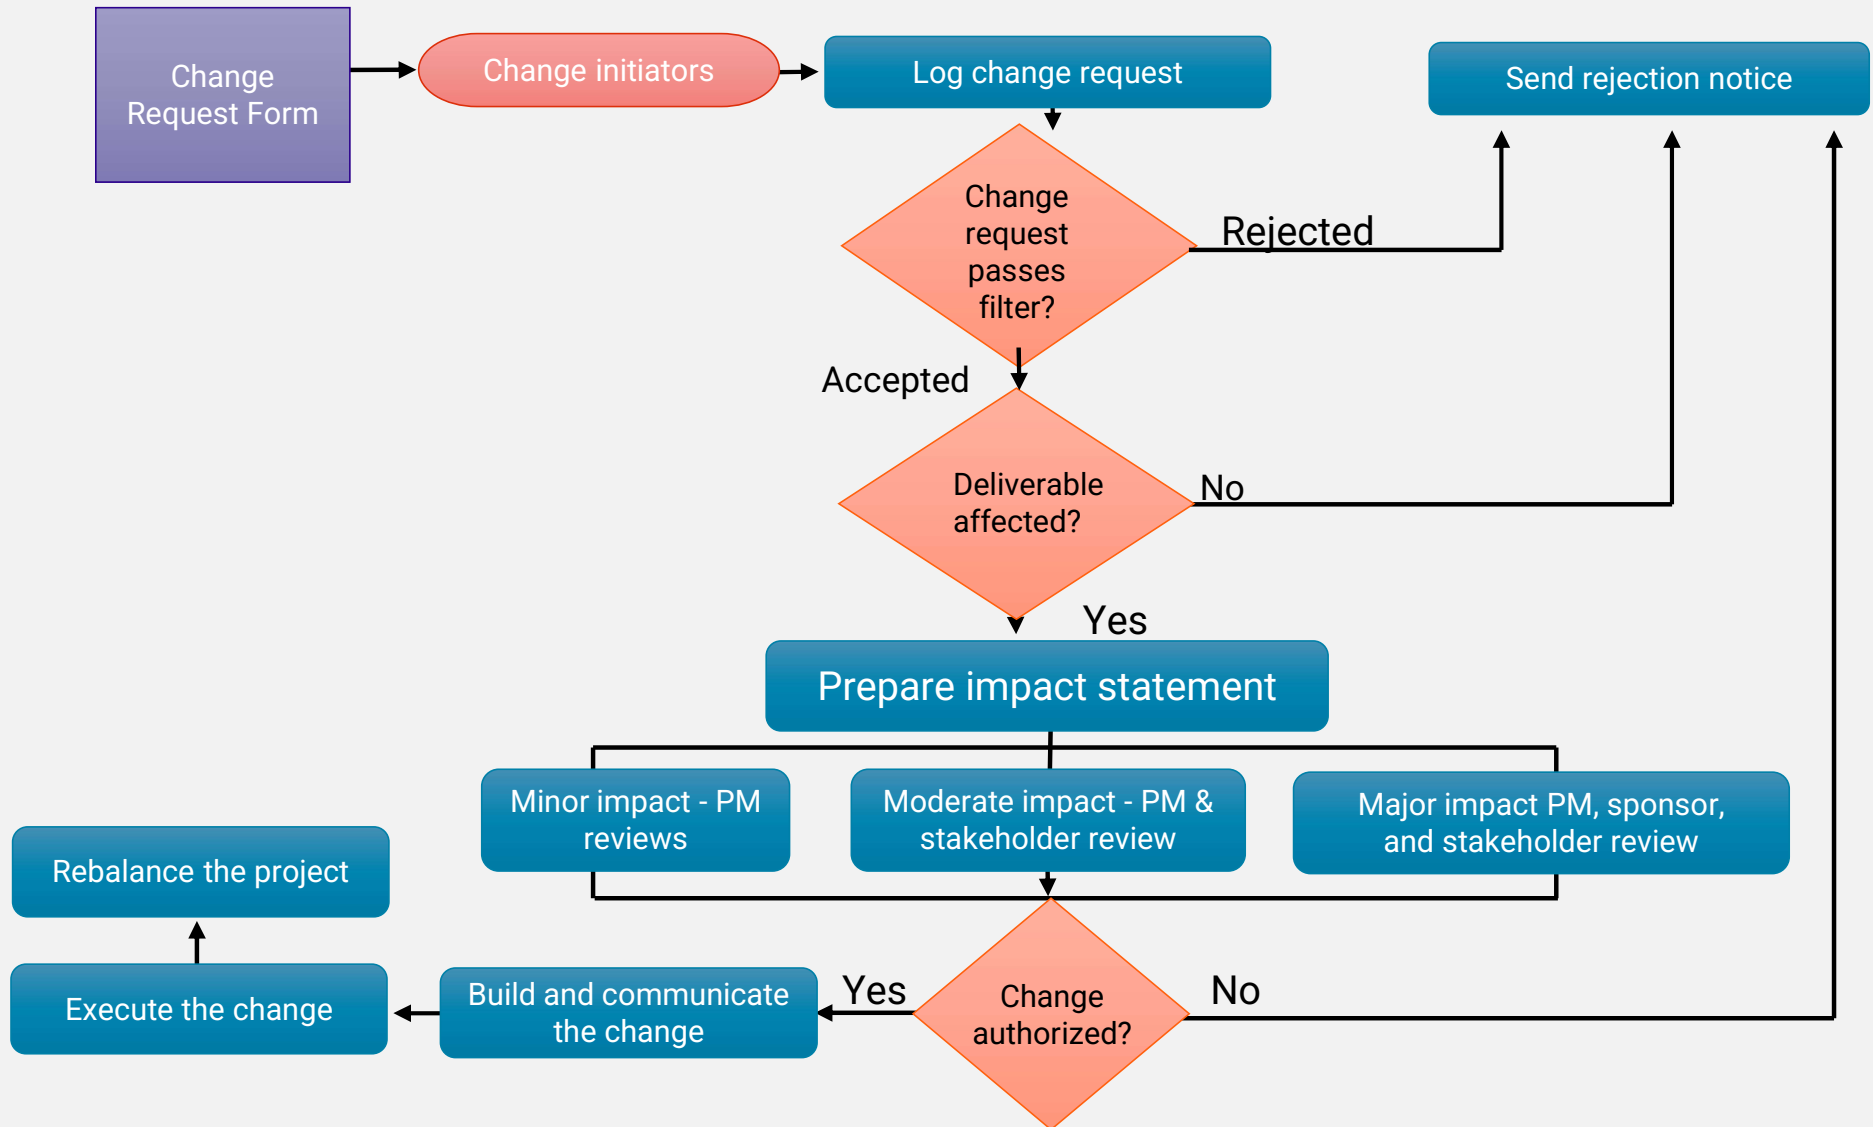 Change
Request Form
Change initiators
Log change request
Send rejection notice
Change
request
passes
filter?
Rejected
Accepted
Deliverable
affected?
No
Yes
Prepare impact statement
Minor impact - PM
reviews
Moderate impact - PM &
stakeholder review
Major impact PM, sponsor,
and stakeholder review
Rebalance the project
Execute the change
Build and communicate
the change
Yes
Change
authorized?
No